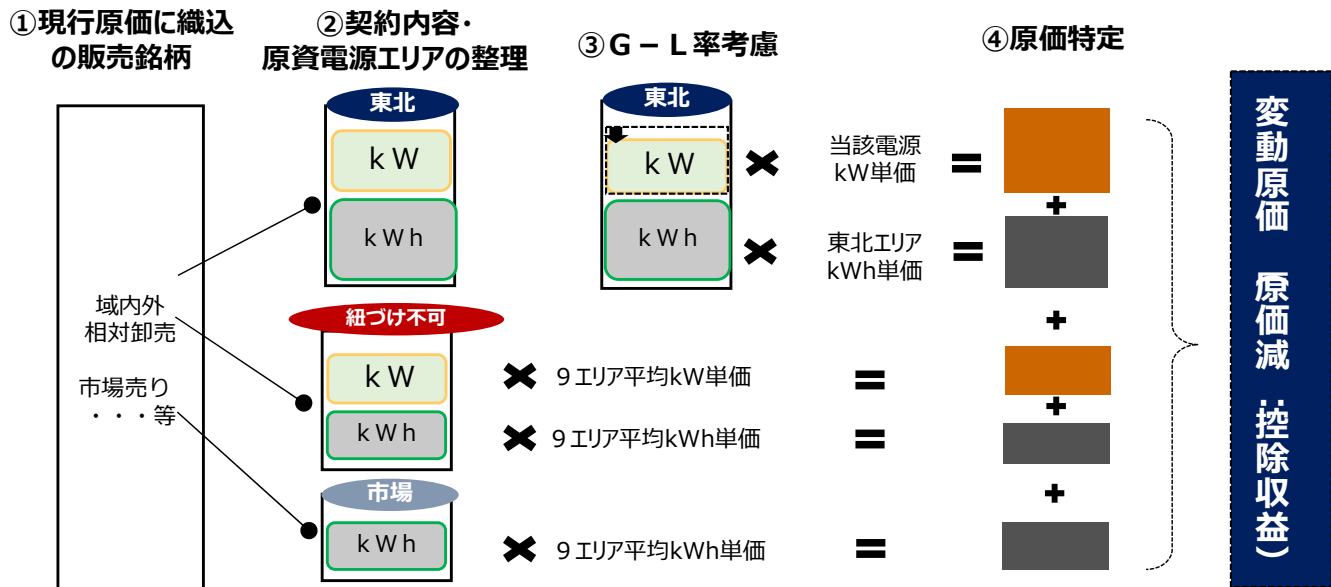 ①現行原価に織込
の販売銘柄
②契約内容・
原資電源エリアの整理
③G－L率考慮
④原価特定
域内外
相対卸売
市場売り
・・・等
東北
kW
kWh
東北
kW
kWh
✖
当該電源
kW単価
=
+
✖
東北エリア
kWh単価
=
+
紐づけ不可
kW
✖
９エリア平均kW単価
=
+
kWh
✖
９エリア平均kWh単価
=
+
市場
kWh
✖
９エリア平均kWh単価
=
変動原価　（原価減：控除収益）